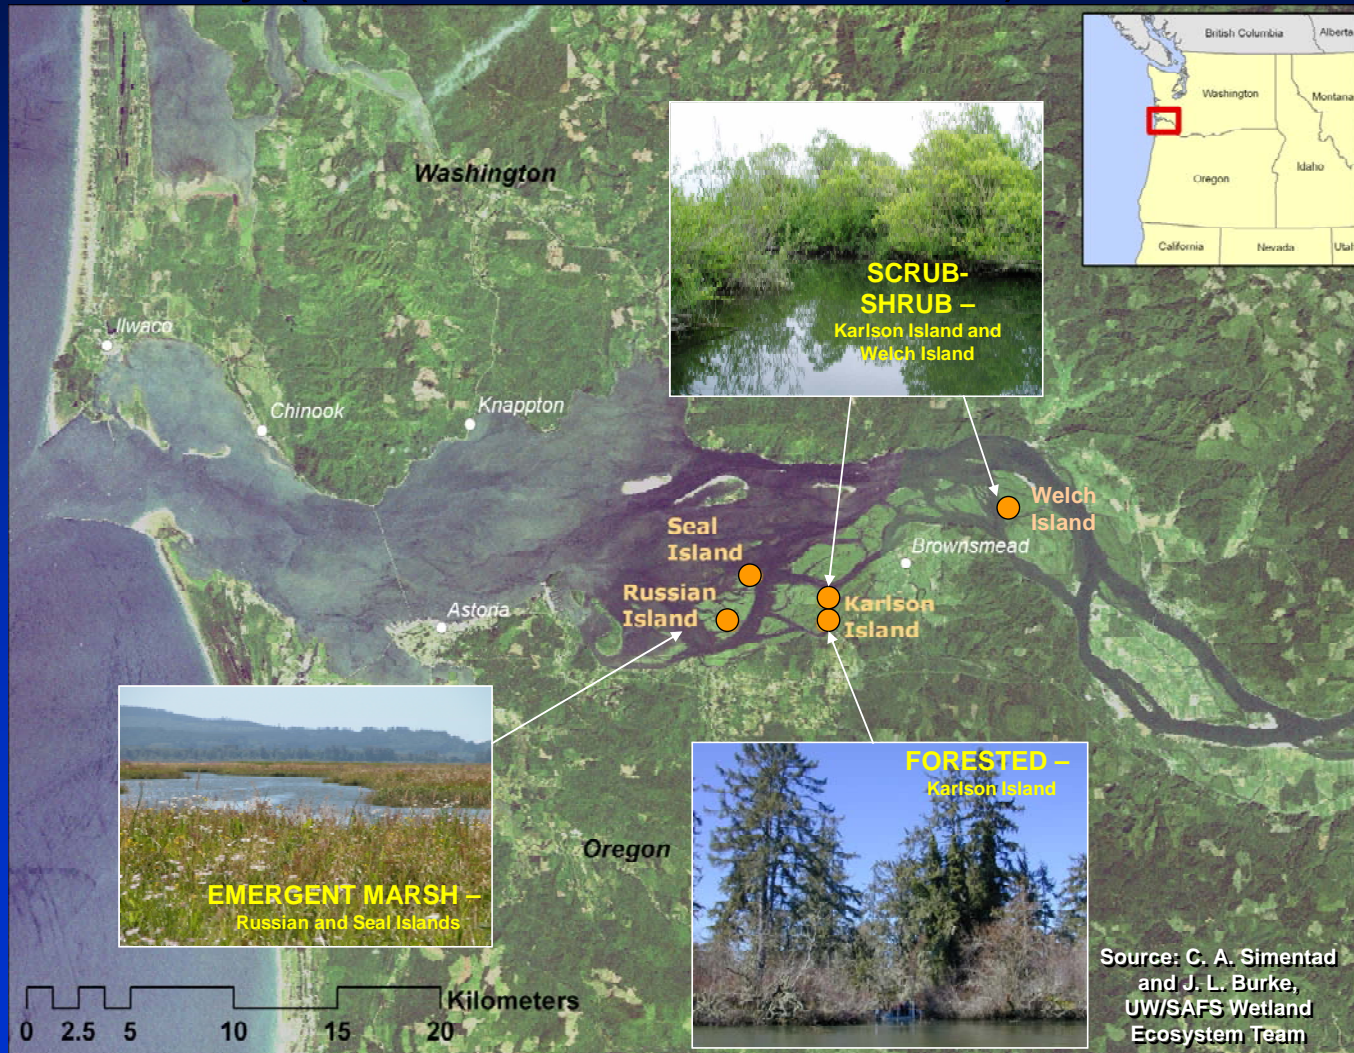 British Columbia
Alberta
Washington
Montana
Idaho
Oregon
California
Nevada
Utah
Washington
SCRUB-
SHRUB –
Karlson Island and
Welch Island
Ilwaco
Chinook
Knappton
Welch
Island
Seal
Island
Brownsmead
Russian
Island
Karlson
Island
Astoria
FORESTED –
Karlson Island
Oregon
EMERGENT MARSH –
Russian and Seal Islands
Source: C. A. Simentad
and J. L. Burke,
UW/SAFS Wetland
Ecosystem Team
Kilometers
0 2.5 5 10 15 20